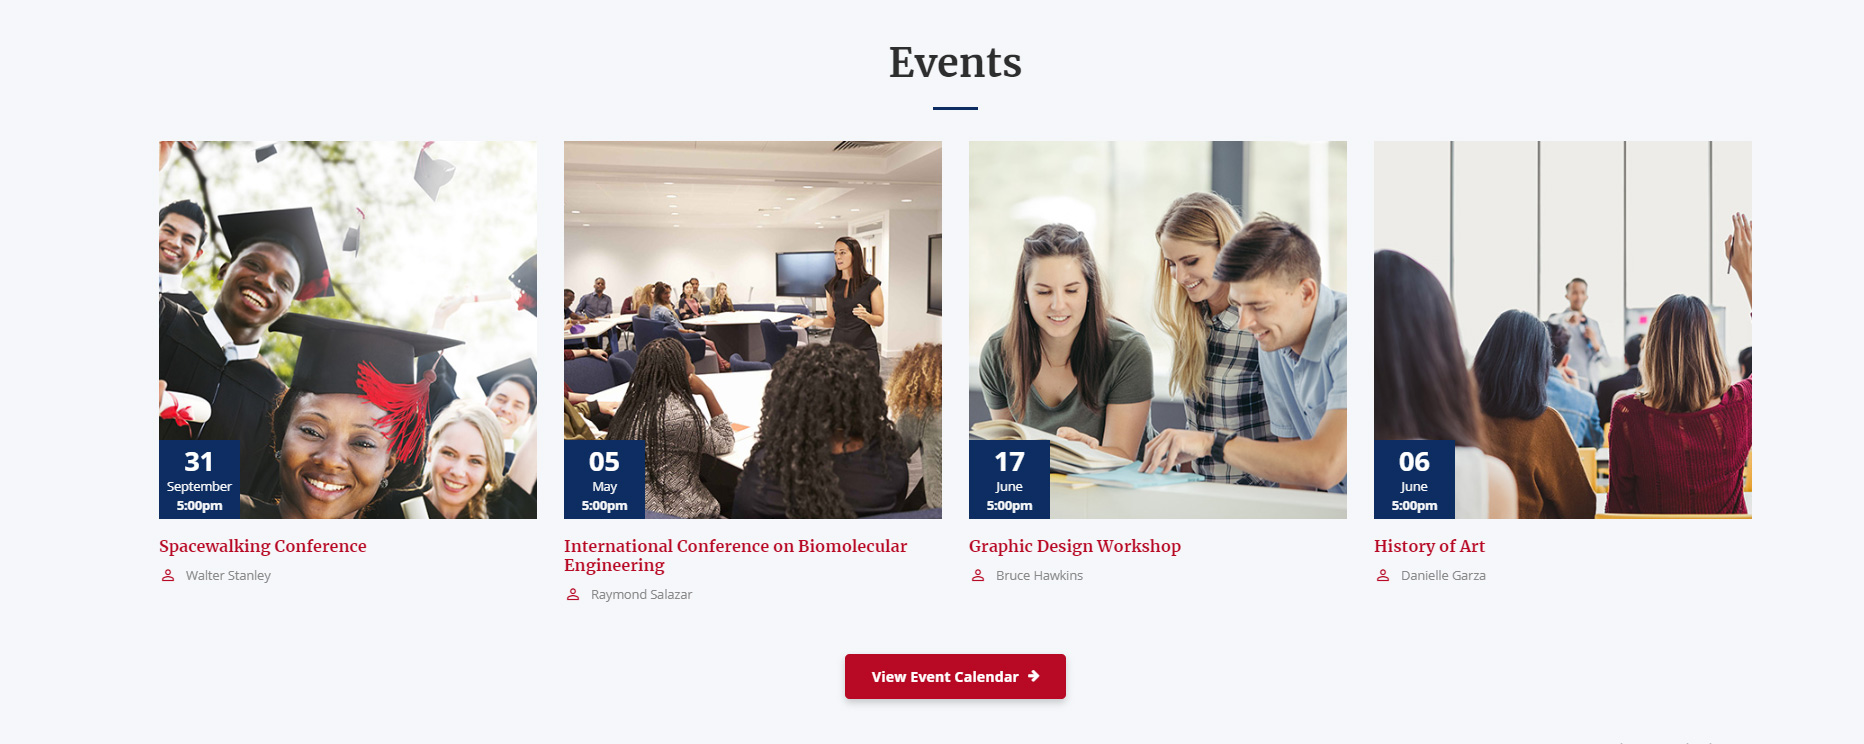 Events
31
September
5:00pm
Spacewalking Conference
Walter Stanley
05
May
5:00pm
International Conference on Biomolecular
Engineering
Raymond Salazar
17
June
5:00pm
Graphic Design Workshop
Bruce Hawkins
06
June
5:00pm
History of Art
Danielle Garza
View Event Calendar